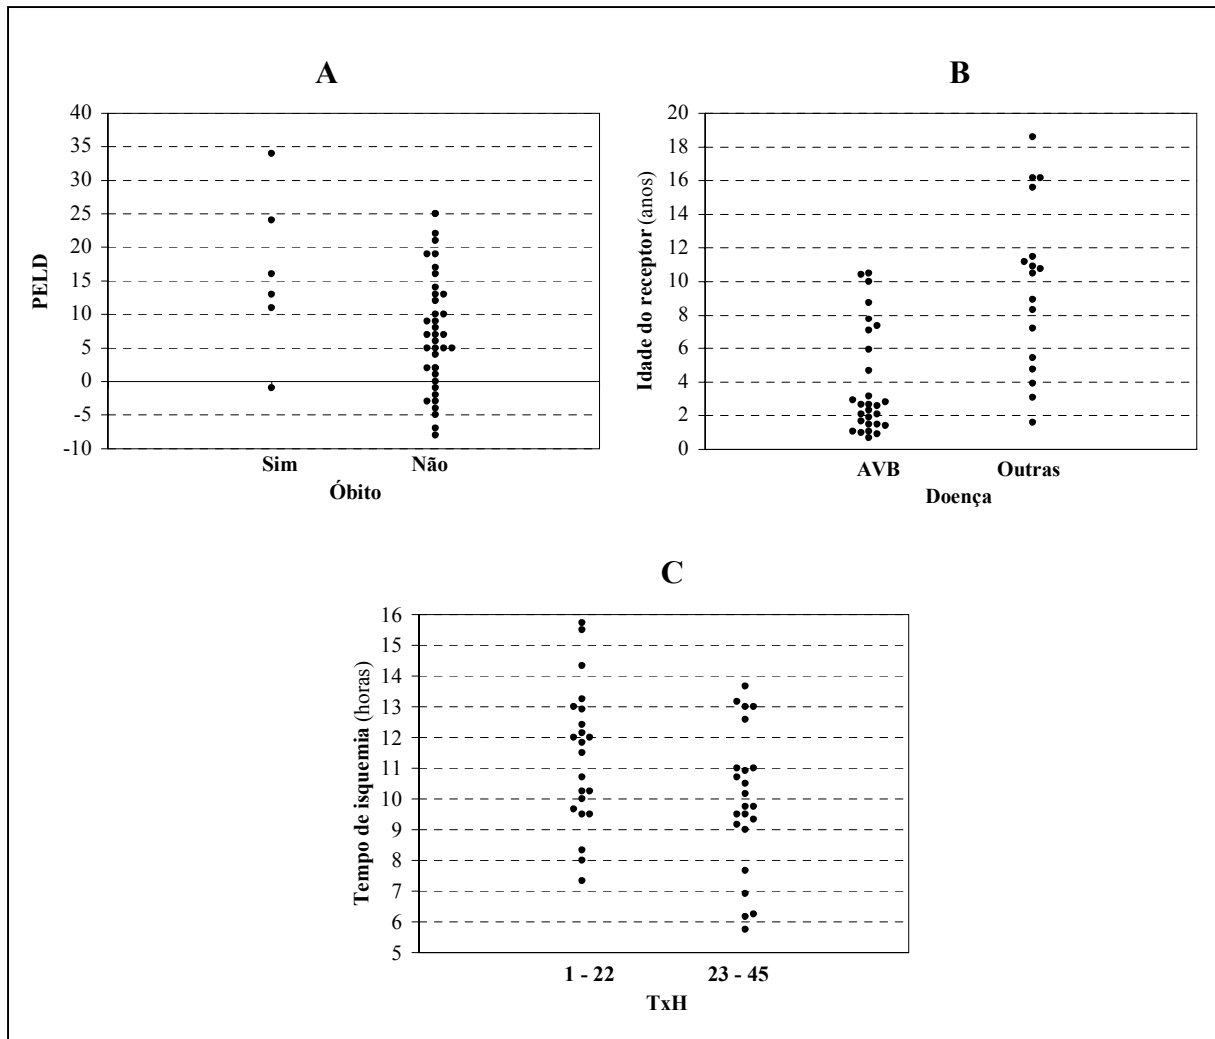 A
40
35
30
25
20
15
10
5
0
-5
-10
PELD
Sim Não
Óbito
B
20
18
16
14
12
10
8
6
4
2
0
Idade do receptor (anos)
AVB Outras
Doença
C
16
15
14
13
12
11
10
9
8
7
6
5
Tempo de isquemia (horas)
1 - 22 23 - 45
TxH